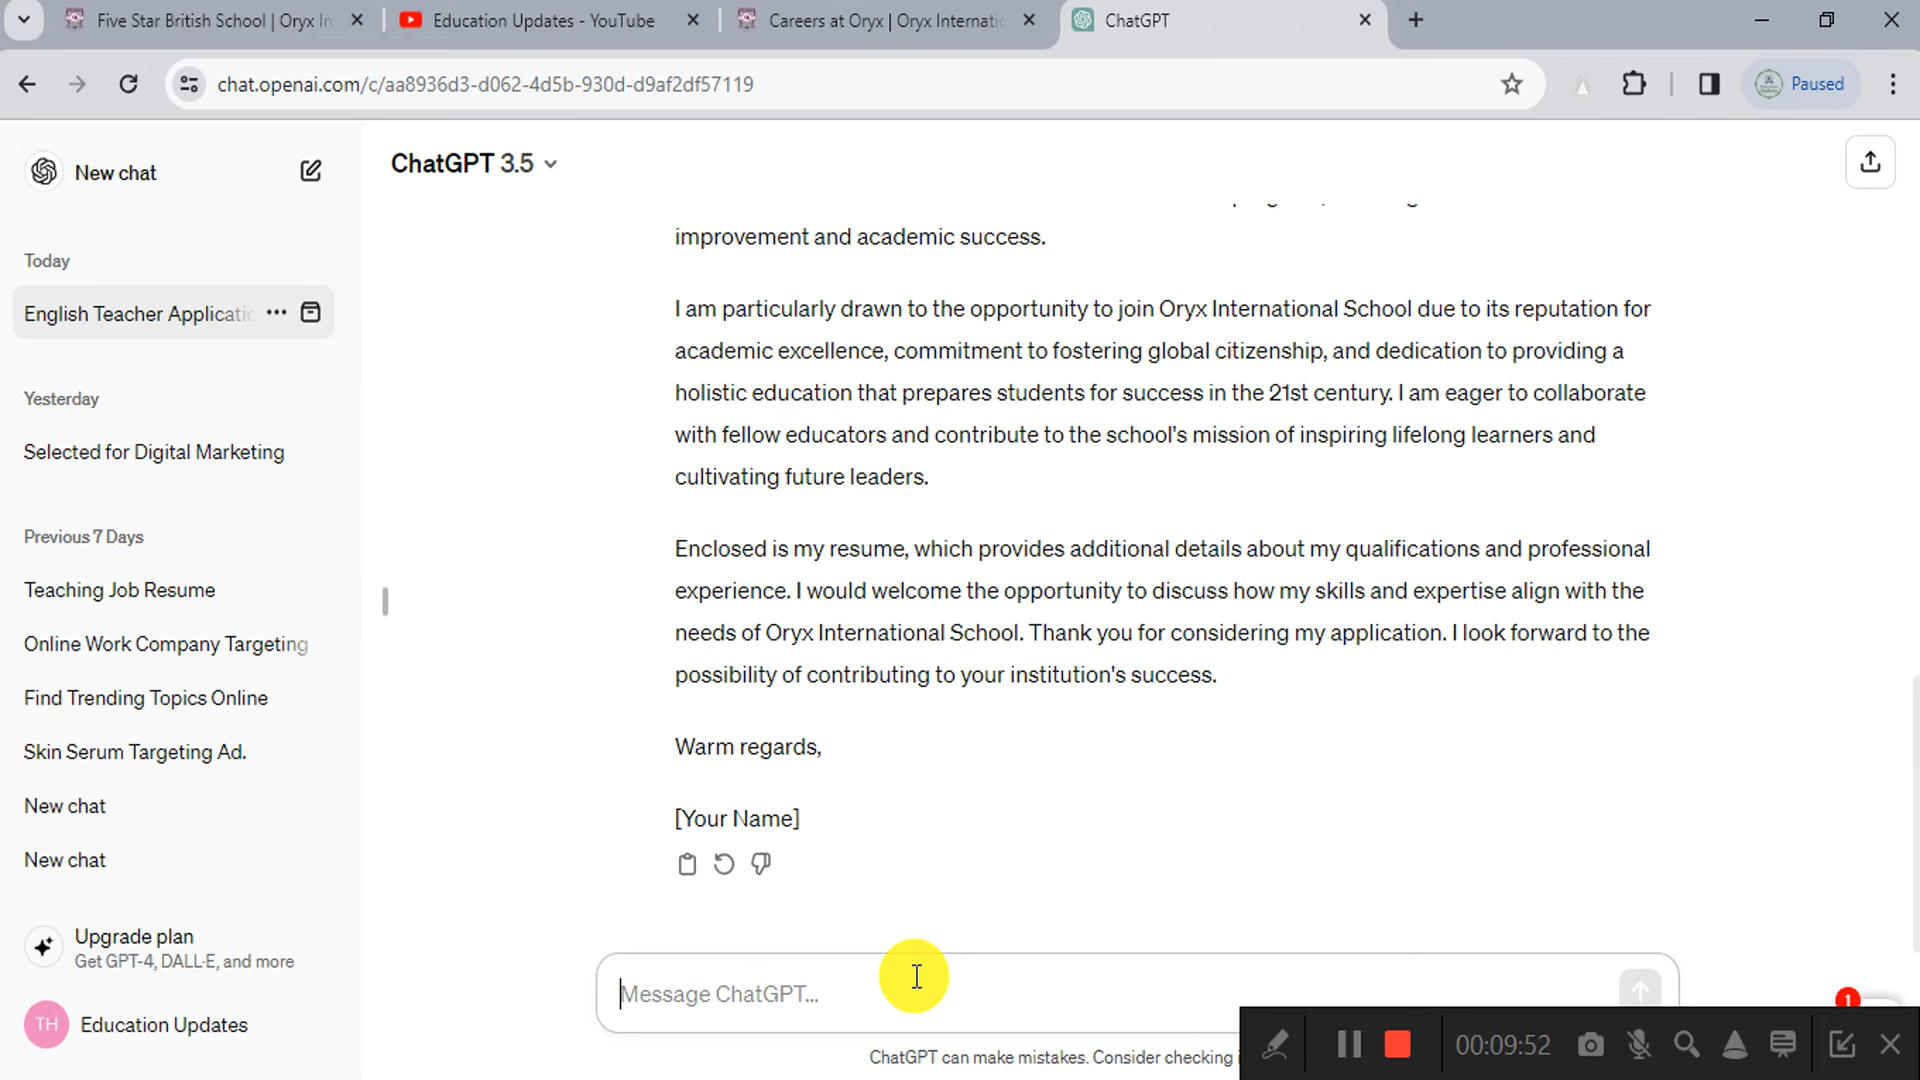 Five Star British School | Oryx In
Education Updates - YouTube
Careers at Oryx | Oryx Internatio
ChatGPT
chat.openai.com/c/aa8936d3-d062-4d5b-930d-d9af2df57119
Paused
New chat
ChatGPT 3.5
Today
English Teacher Applicatio
Yesterday
Selected for Digital Marketing
Previous 7 Days
Teaching Job Resume
Online Work Company Targeting
Find Trending Topics Online
Skin Serum Targeting Ad.
New chat
New chat
Upgrade plan
Get GPT-4, DALL·E, and more
TH
Education Updates
improvement and academic success.
I am particularly drawn to the opportunity to join Oryx International School due to its reputation for
academic excellence, commitment to fostering global citizenship, and dedication to providing a
holistic education that prepares students for success in the 21st century. I am eager to collaborate
with fellow educators and contribute to the school's mission of inspiring lifelong learners and
cultivating future leaders.
Enclosed is my resume, which provides additional details about my qualifications and professional
experience. I would welcome the opportunity to discuss how my skills and expertise align with the
needs of Oryx International School. Thank you for considering my application. I look forward to the
possibility of contributing to your institution's success.
Warm regards,
[Your Name]
Message ChatGPT...
ChatGPT can make mistakes. Consider checking i
1
00:09:52